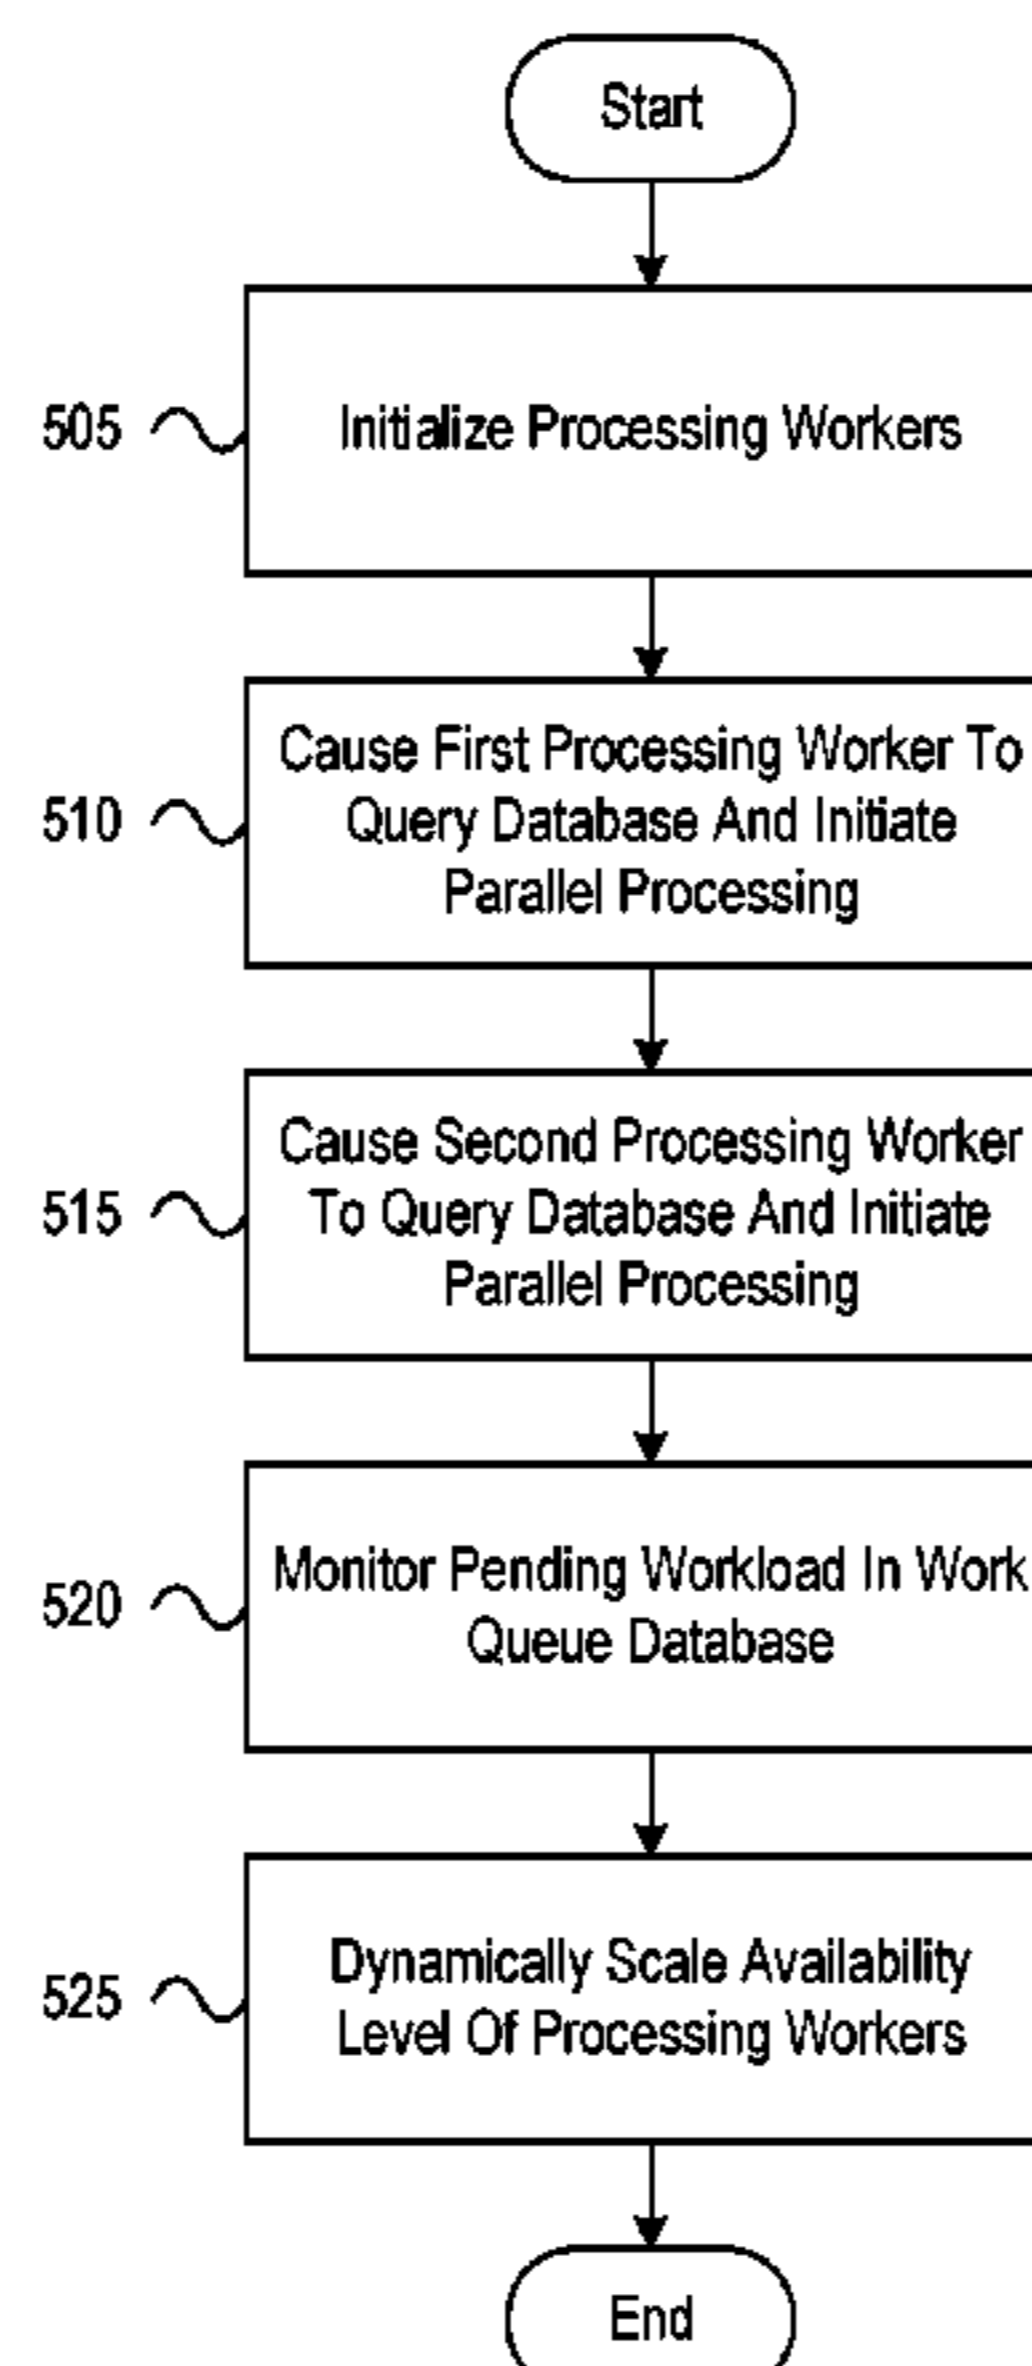 Start
505
Initialize Processing Workers
510
Cause First Processing Worker To
Query Database And Initiate
Parallel Processing
515
Cause Second Processing Worker
To Query Database And Initiate
Parallel Processing
520
Monitor Pending Workload In Work
Queue Database
525
Dynamically Scale Availability
Level Of Processing Workers
End